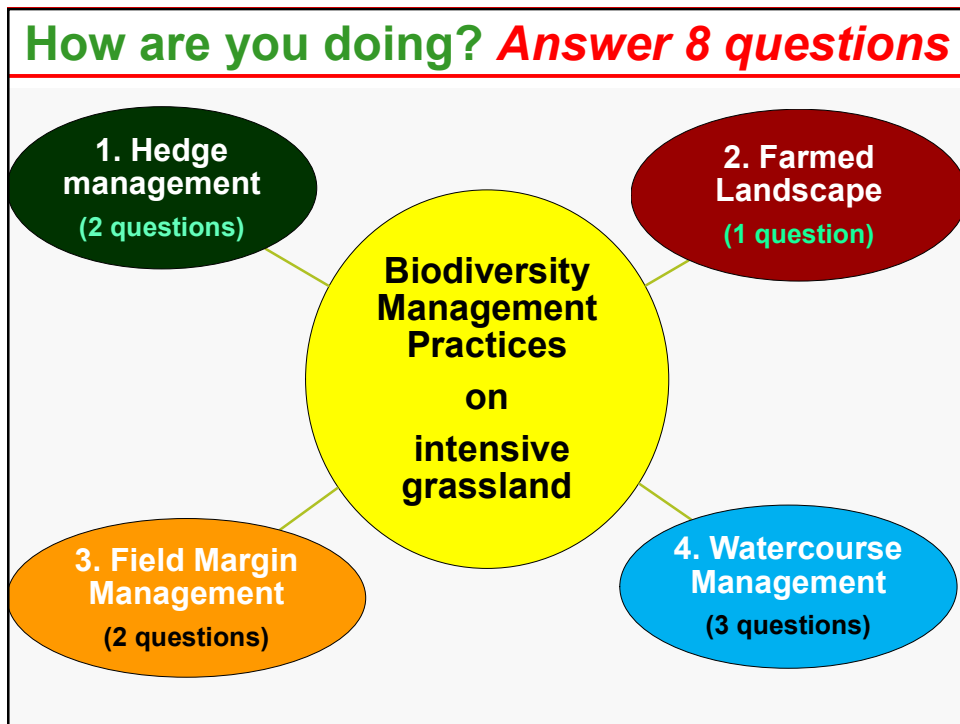 How are you doing? Answer 8 questions
1. Hedge
management
(2 questions)
2. Farmed
Landscape
(1 question)
Biodiversity
Management
Practices
on
intensive
grassland
3. Field Margin
Management
(2 questions)
4. Watercourse
Management
(3 questions)